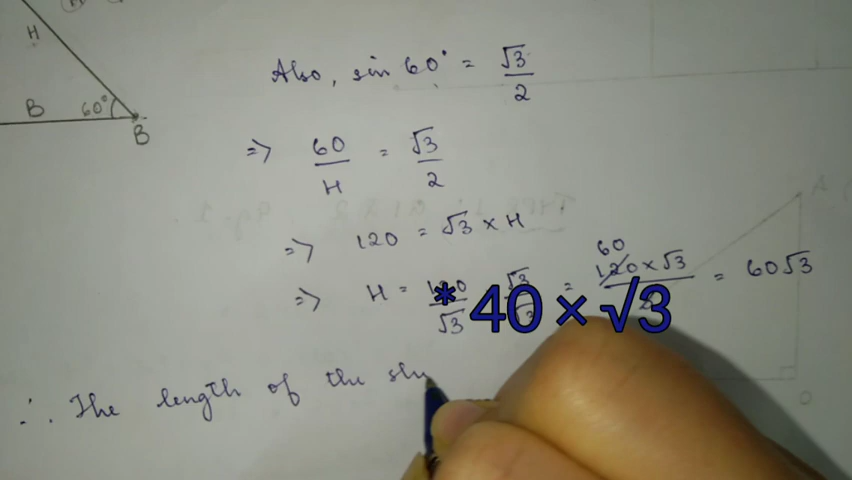 H
B 60°
B
Also, sin 60° = √3/2
=> 60/H = √3/2
=> 120 = √3 × H
=> H = 120/√3 √3/√3 = 60 120×√3 = 60√3
* 40 × √3
A
O
∴ The length of the